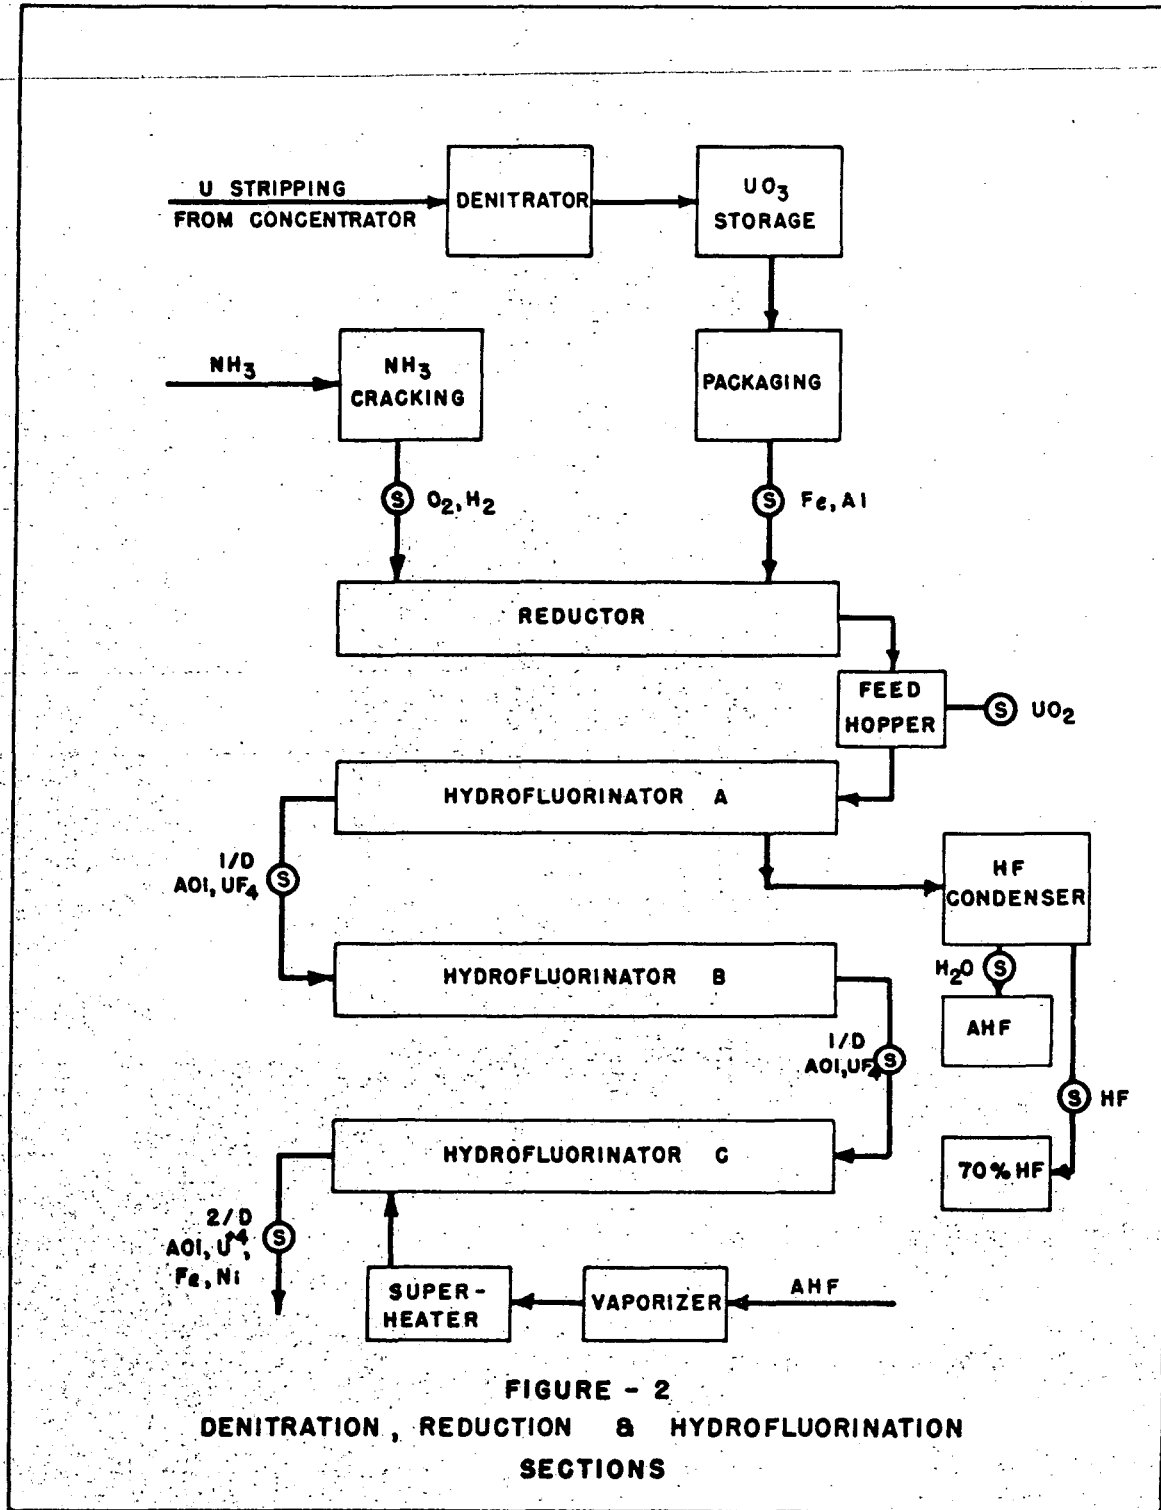 U STRIPPING
FROM CONCENTRATOR
DENITRATOR
UO3
STORAGE
NH3
NH3
CRACKING
PACKAGING
S O2, H2
S Fe, Al
REDUCTOR
FEED
HOPPER
S UO2
HYDROFLUORINATOR A
1/D
AOI, UF4 S
HF
CONDENSER
HYDROFLUORINATOR B
H2O S
AHF
1/D
AOI, UF4 S
S HF
HYDROFLUORINATOR C
70% HF
2/D
AOI, U+4, S
Fe, Ni
SUPER-
HEATER
VAPORIZER
AHF
FIGURE - 2
DENITRATION, REDUCTION & HYDROFLUORINATION
SECTIONS